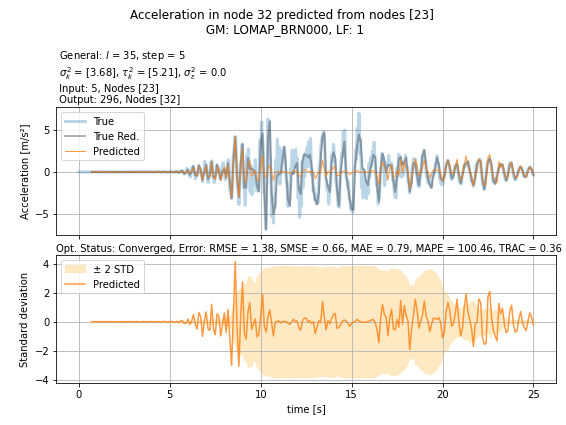 Acceleration in node 32 predicted from nodes [23]
GM: LOMAP_BRN000, LF: 1
General: l = 35, step = 5
σ²ₖ = [3.68], τ²ₖ = [5.21], σ²ε = 0.0
Input: 5, Nodes [23]
Output: 296, Nodes [32]
True
True Red.
Predicted
Acceleration [m/s²]
5
0
−5
Opt. Status: Converged, Error: RMSE = 1.38, SMSE = 0.66, MAE = 0.79, MAPE = 100.46, TRAC = 0.36
± 2 STD
Predicted
Standard deviation
4
2
0
−2
−4
0 5 10 15 20 25
time [s]